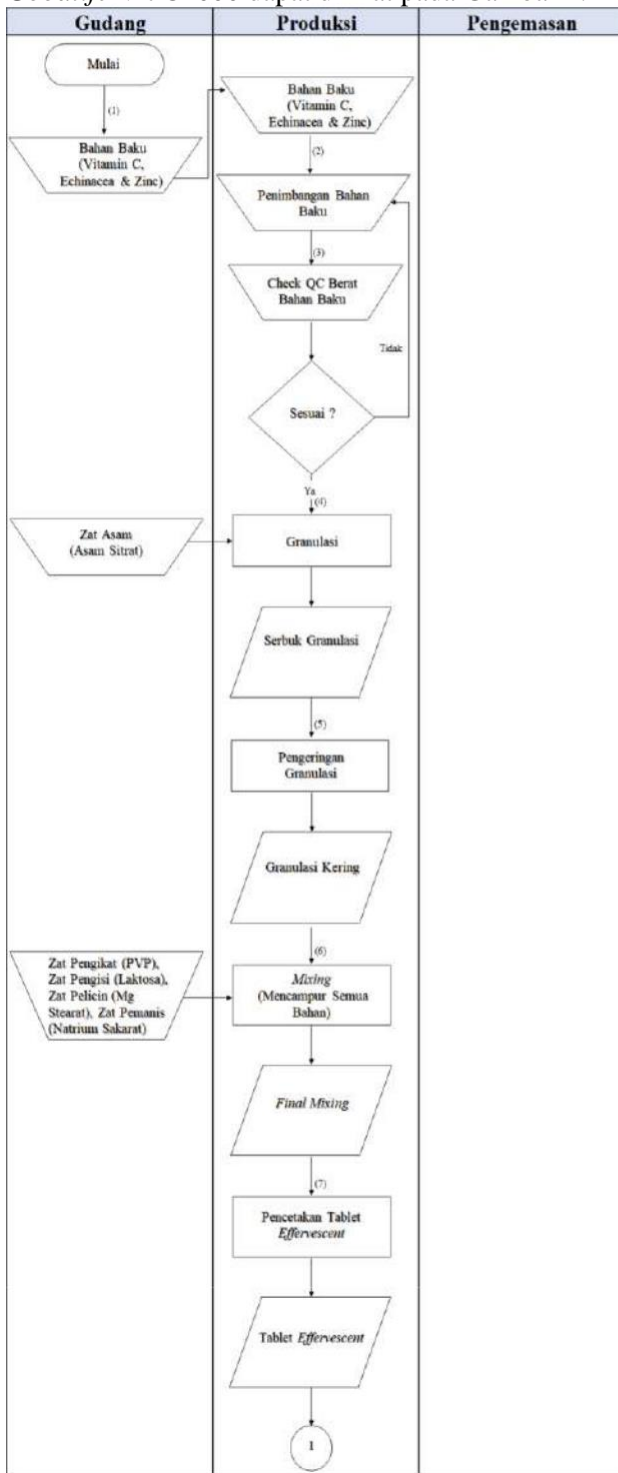 Gudang
Produksi
Pengemasan
Mulai
(1)
Bahan Baku
(Vitamin C,
Echinacea & Zinc)
Bahan Baku
(Vitamin C,
Echinacea & Zinc)
(2)
Penimbangan Bahan
Baku
(3)
Check QC Berat
Bahan Baku
Tidak
Sesuai ?
Ya
(4)
Zat Asam
(Asam Sitrat)
Granulasi
Serbuk Granulasi
(5)
Pengeringan
Granulasi
Granulasi Kering
(6)
Zat Pengikat (PVP),
Zat Pengisi (Laktosa),
Zat Pelicin (Mg
Stearat), Zat Pemanis
(Natrium Sakarat)
Mixing
(Mencampur Semua
Bahan)
Final Mixing
(7)
Pencetakan Tablet
Effervescent
Tablet Effervescent
1